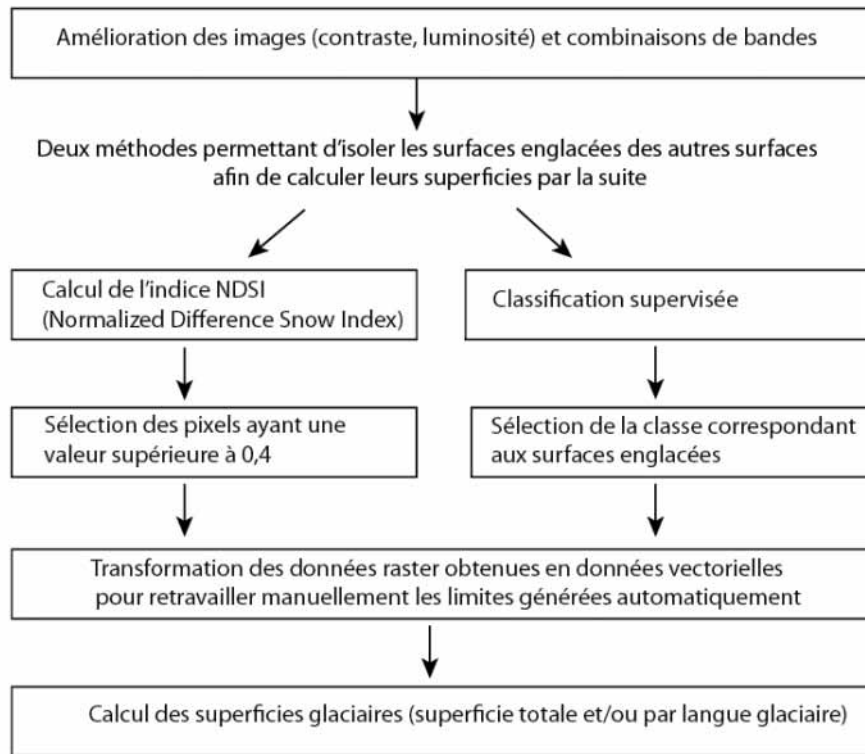 Amélioration des images (contraste, luminosité) et combinaisons de bandes
Deux méthodes permettant d'isoler les surfaces englacées des autres surfaces
afin de calculer leurs superficies par la suite
Calcul de l'indice NDSI
(Normalized Difference Snow Index)
Classification supervisée
Sélection des pixels ayant une
valeur supérieure à 0,4
Sélection de la classe correspondant
aux surfaces englacées
Transformation des données raster obtenues en données vectorielles
pour retravailler manuellement les limites générées automatiquement
Calcul des superficies glaciaires (superficie totale et/ou par langue glaciaire)